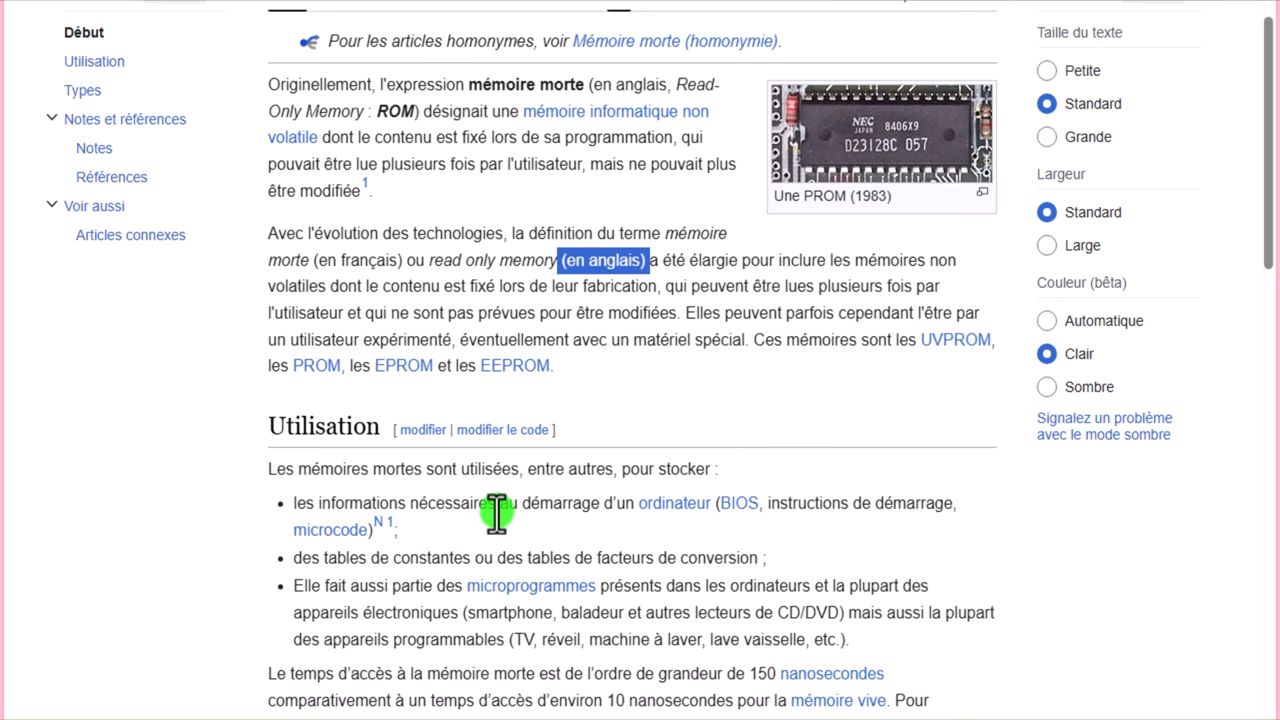 Début
Utilisation
Types
Notes et références
Notes
Références
Voir aussi
Articles connexes
Pour les articles homonymes, voir Mémoire morte (homonymie).
Originellement, l'expression mémoire morte (en anglais, Read-
Only Memory : ROM) désignait une mémoire informatique non
volatile dont le contenu est fixé lors de sa programmation, qui
pouvait être lue plusieurs fois par l'utilisateur, mais ne pouvait plus
être modifiée 1.
NEC
JAPAN
8406X9
D23128C 057
Une PROM (1983)
Avec l'évolution des technologies, la définition du terme mémoire
morte (en français) ou read only memory (en anglais) a été élargie pour inclure les mémoires non
volatiles dont le contenu est fixé lors de leur fabrication, qui peuvent être lues plusieurs fois par
l'utilisateur et qui ne sont pas prévues pour être modifiées. Elles peuvent parfois cependant l'être par
un utilisateur expérimenté, éventuellement avec un matériel spécial. Ces mémoires sont les UVPROM,
les PROM, les EPROM et les EEPROM.
Utilisation [ modifier | modifier le code ]
Les mémoires mortes sont utilisées, entre autres, pour stocker :
• les informations nécessaires au démarrage d’un ordinateur (BIOS, instructions de démarrage,
microcode)N 1;
• des tables de constantes ou des tables de facteurs de conversion ;
• Elle fait aussi partie des microprogrammes présents dans les ordinateurs et la plupart des
appareils électroniques (smartphone, baladeur et autres lecteurs de CD/DVD) mais aussi la plupart
des appareils programmables (TV, réveil, machine à laver, lave vaisselle, etc.).
Le temps d’accès à la mémoire morte est de l’ordre de grandeur de 150 nanosecondes
comparativement à un temps d’accès d’environ 10 nanosecondes pour la mémoire vive. Pour
Taille du texte
Petite
Standard
Grande
Largeur
Standard
Large
Couleur (bêta)
Automatique
Clair
Sombre
Signalez un problème
avec le mode sombre